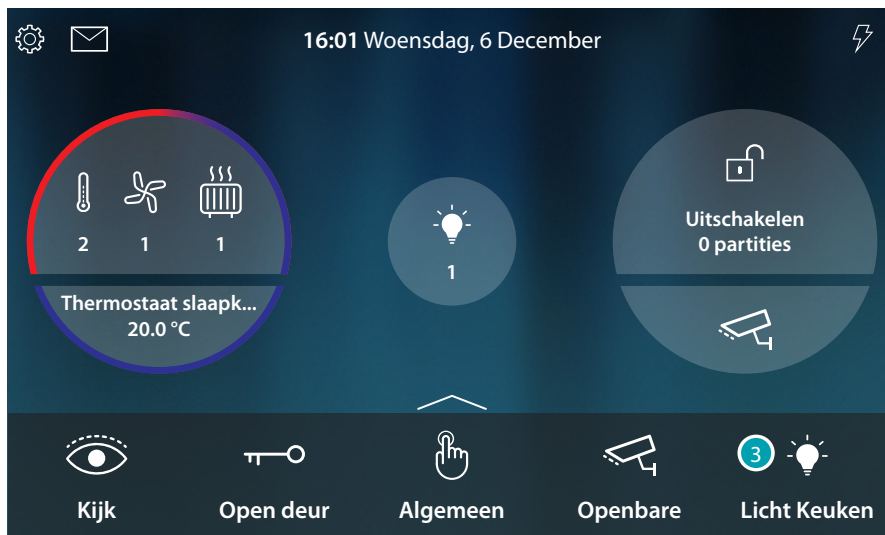 16:01 Woensdag, 6 December
2 1 1
Thermostaat slaapk...
20.0 °C
1
Uitschakelen
0 partities
3
Kijk
Open deur
Algemeen
Openbare
Licht Keuken